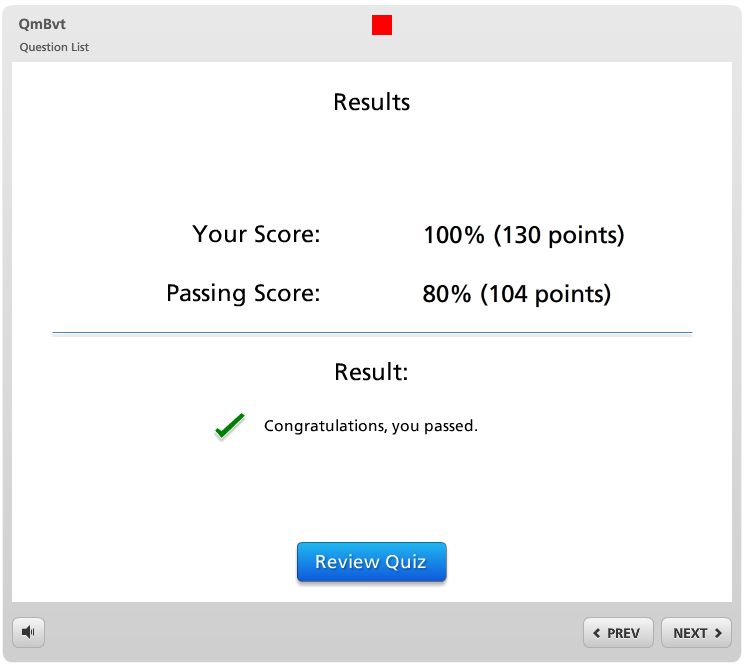 QmBvt
Question List
Results
Your Score: 100% (130 points)
Passing Score: 80% (104 points)
Result:
Congratulations, you passed.
Review Quiz
PREV NEXT